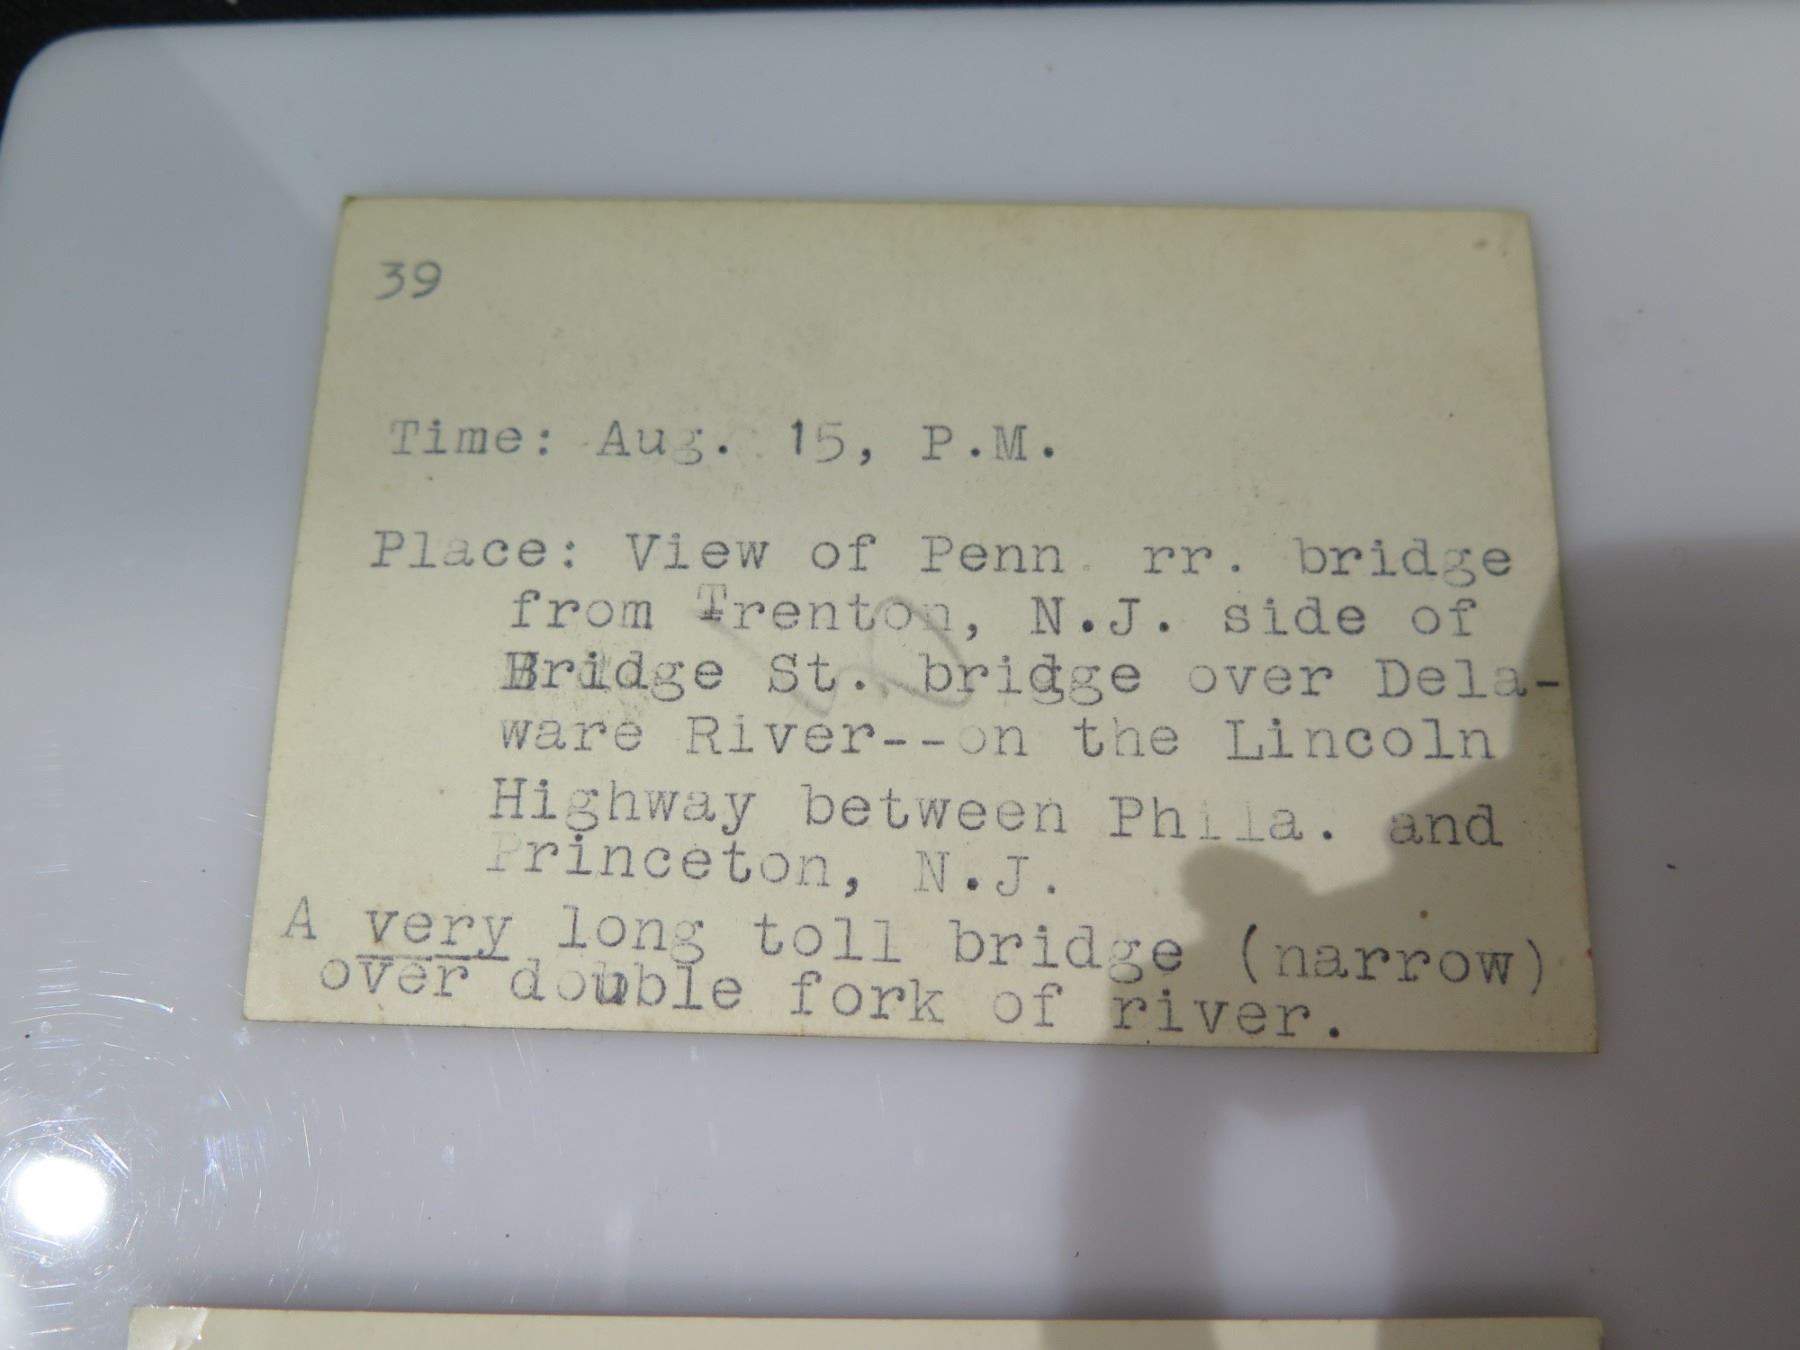 39
Time: Aug. 15, P.M.
Place: View of Penn. rr. bridge
from Trenton, N.J. side of
Bridge St. bridge over Dela-
ware River--on the Lincoln
Highway between Phila. and
Princeton, N.J.
A very long toll bridge (narrow)
over double fork of river.